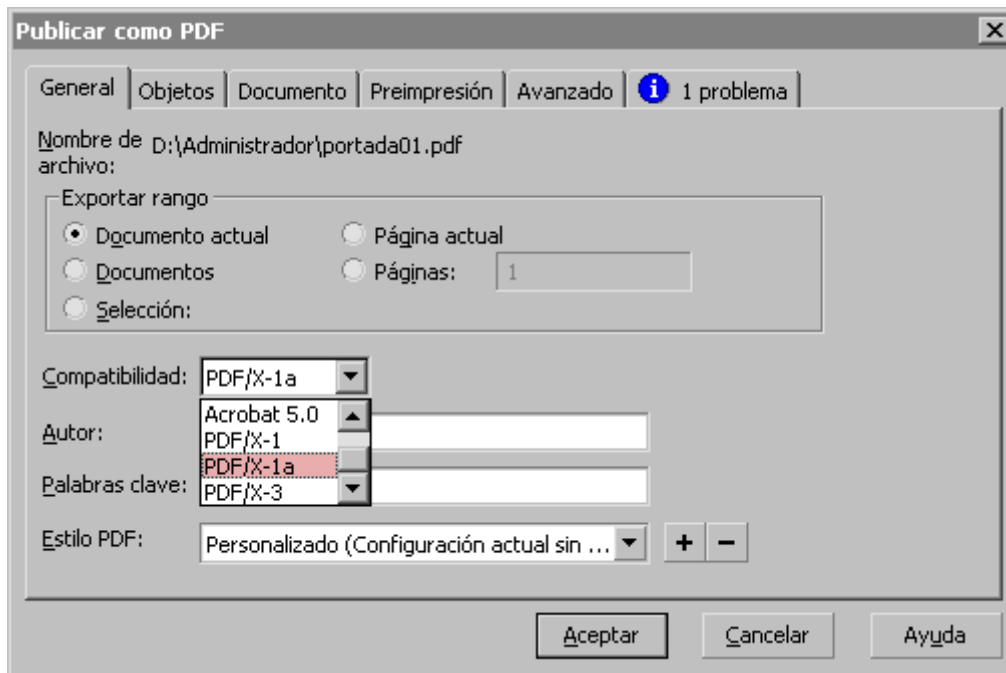 Publicar como PDF
General Objetos Documento Preimpresión Avanzado 1 problema
Nombre de archivo: D:\Administrador\portada01.pdf
Exportar rango
Documento actual Página actual
Documentos Páginas: 1
Selección:
Compatibilidad: PDF/X-1a
Acrobat 5.0
PDF/X-1
PDF/X-1a
PDF/X-3
Autor:
Palabras clave:
Estilo PDF: Personalizado (Configuración actual sin ...
Aceptar Cancelar Ayuda